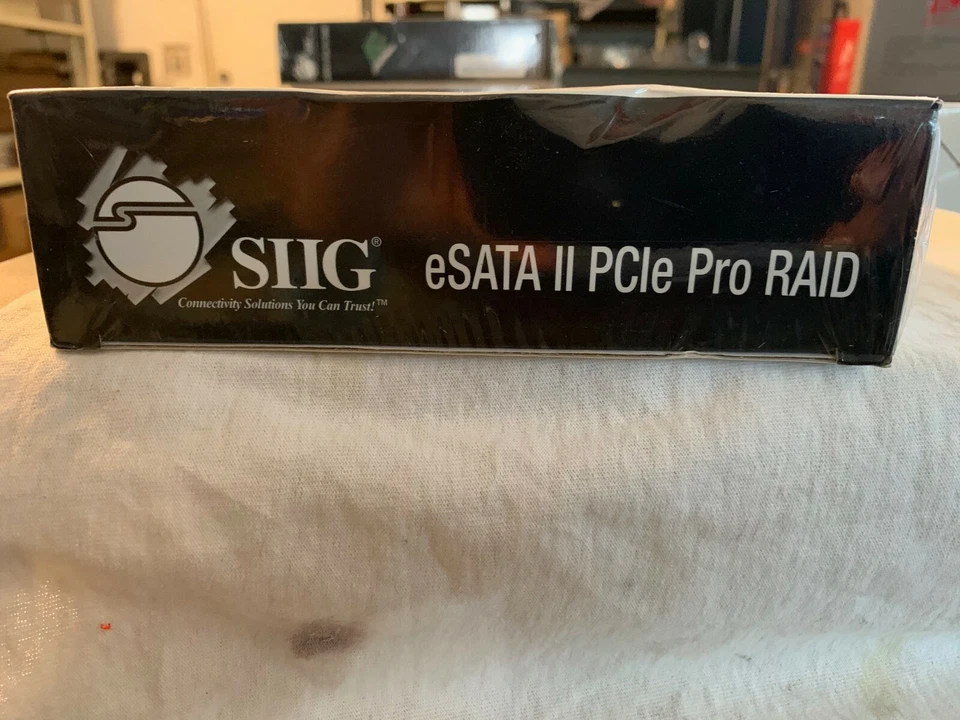 SIIG®
eSATA II PCIe Pro RAID
Connectivity Solutions You Can Trust!™